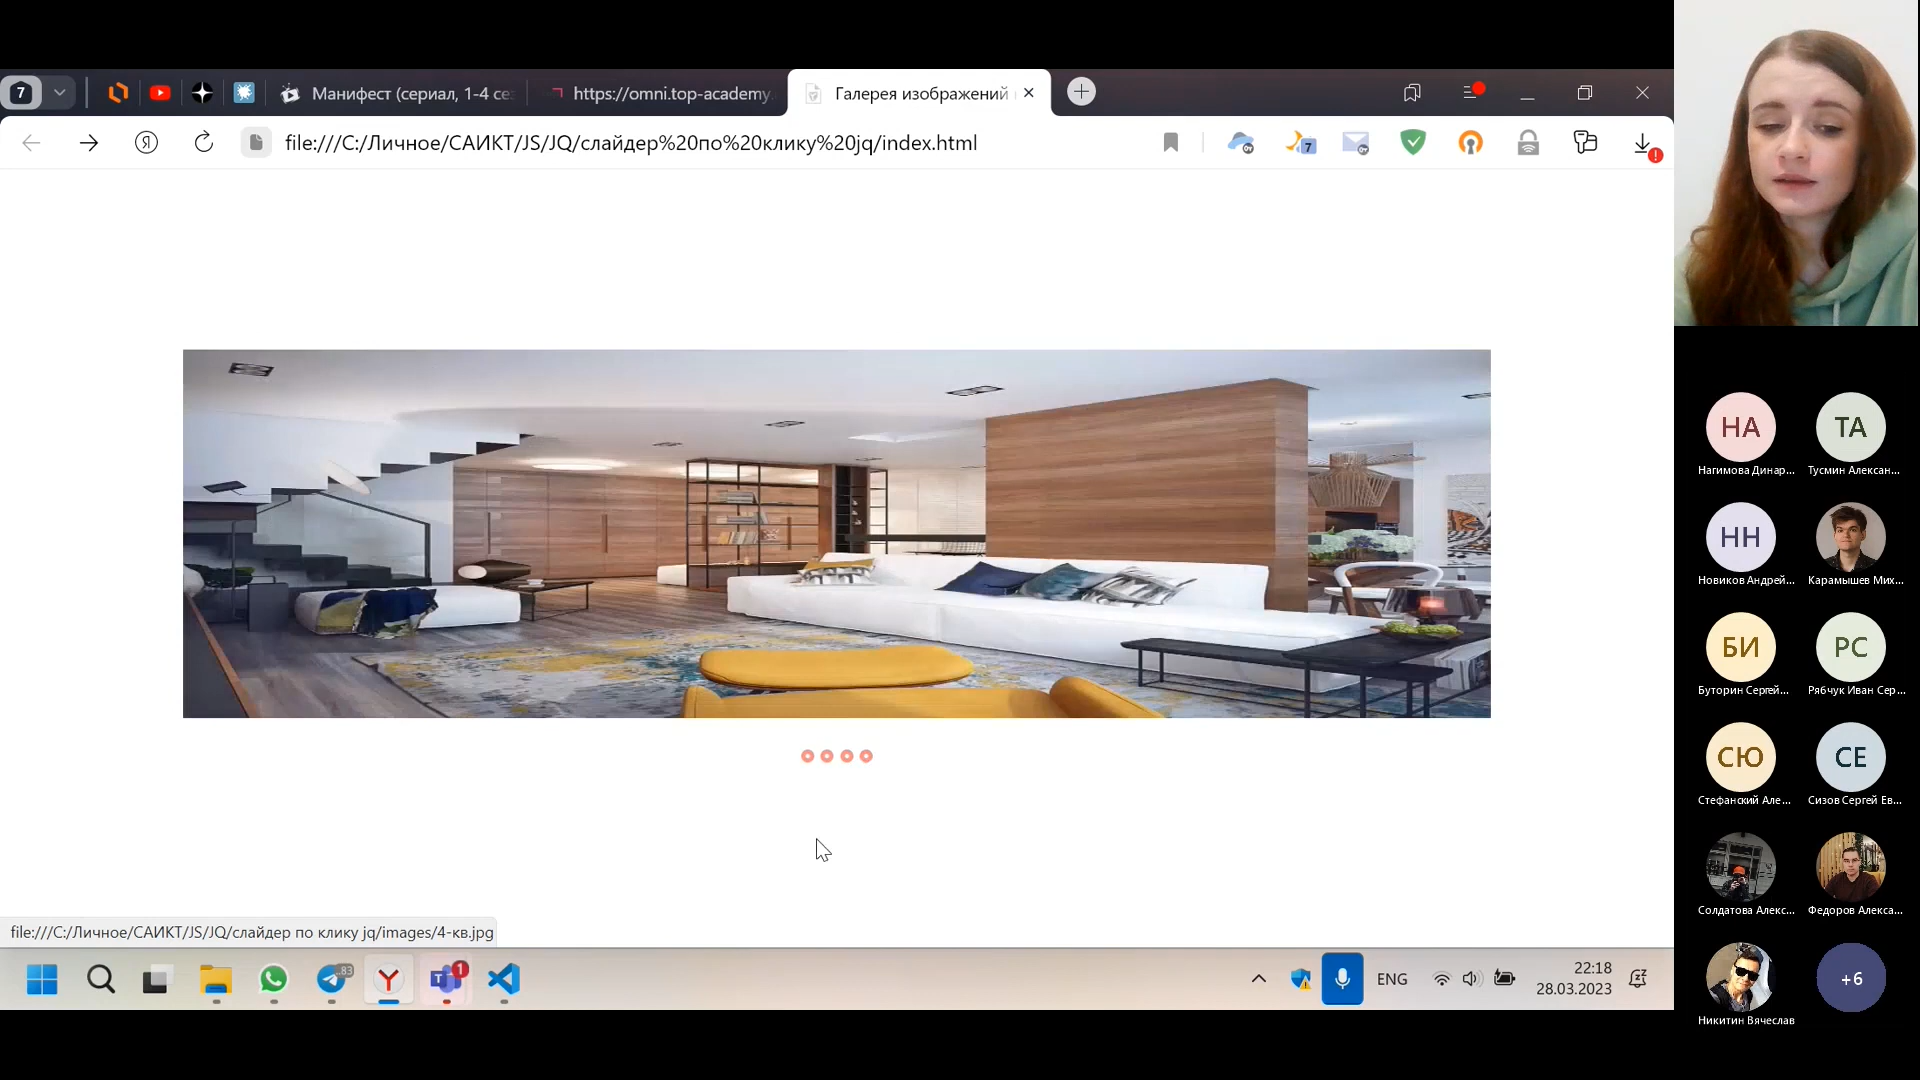 7
Манифест (сериал, 1-4 се
https://omni.top-academy.
Галерея изображений
file:///C:/Личное/САИКТ/JS/JQ/слайдер%20по%20клику%20jq/index.html
7
НА
ТА
Нагимова Динар...
Тусмин Алексан...
НН
Новиков Андрей...
Карамышев Мих...
БИ
РС
Буторин Сергей...
Рябчук Иван Сер...
СЮ
СЕ
Стефанский Але...
Сизов Сергей Ев...
Солдатова Алекс...
Федоров Алекса...
+6
Никитин Вячеслав
file:///C:/Личное/САИКТ/JS/JQ/слайдер по клику jq/images/4-кв.jpg
..83
1
ENG
22:18
28.03.2023